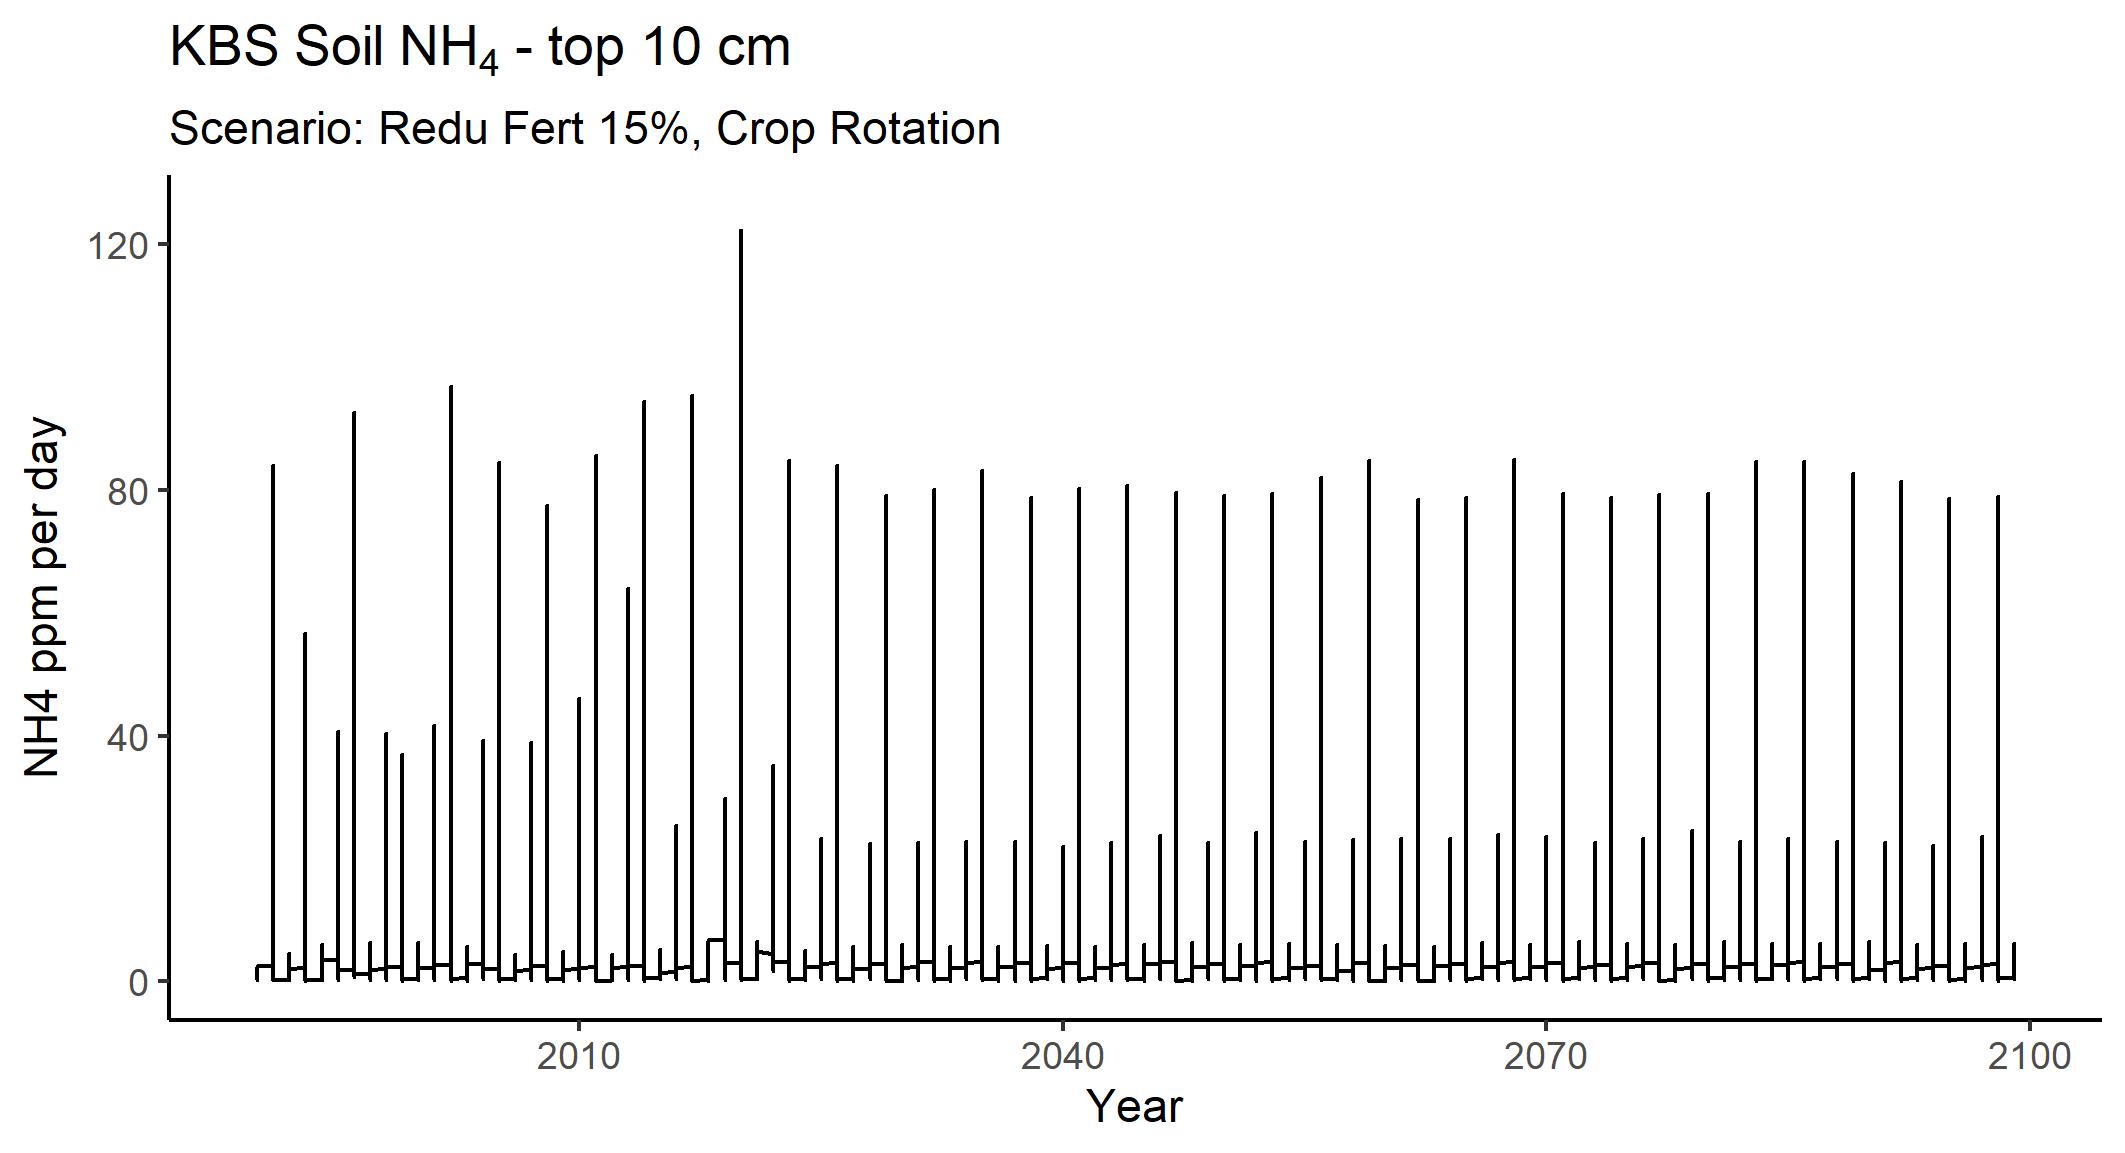 KBS Soil NH₄ - top 10 cm
Scenario: Redu Fert 15%, Crop Rotation
NH4 ppm per day
120
80
40
0
2010 2040 2070 2100
Year